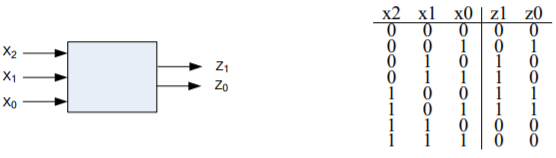 X2
X1
X0
Z1
Z0
x2 x1 x0 z1 z0
0 0 0 0 0
0 0 1 0 1
0 1 0 1 0
0 1 1 1 0
1 0 0 1 1
1 0 1 1 1
1 1 0 0 0
1 1 1 0 0